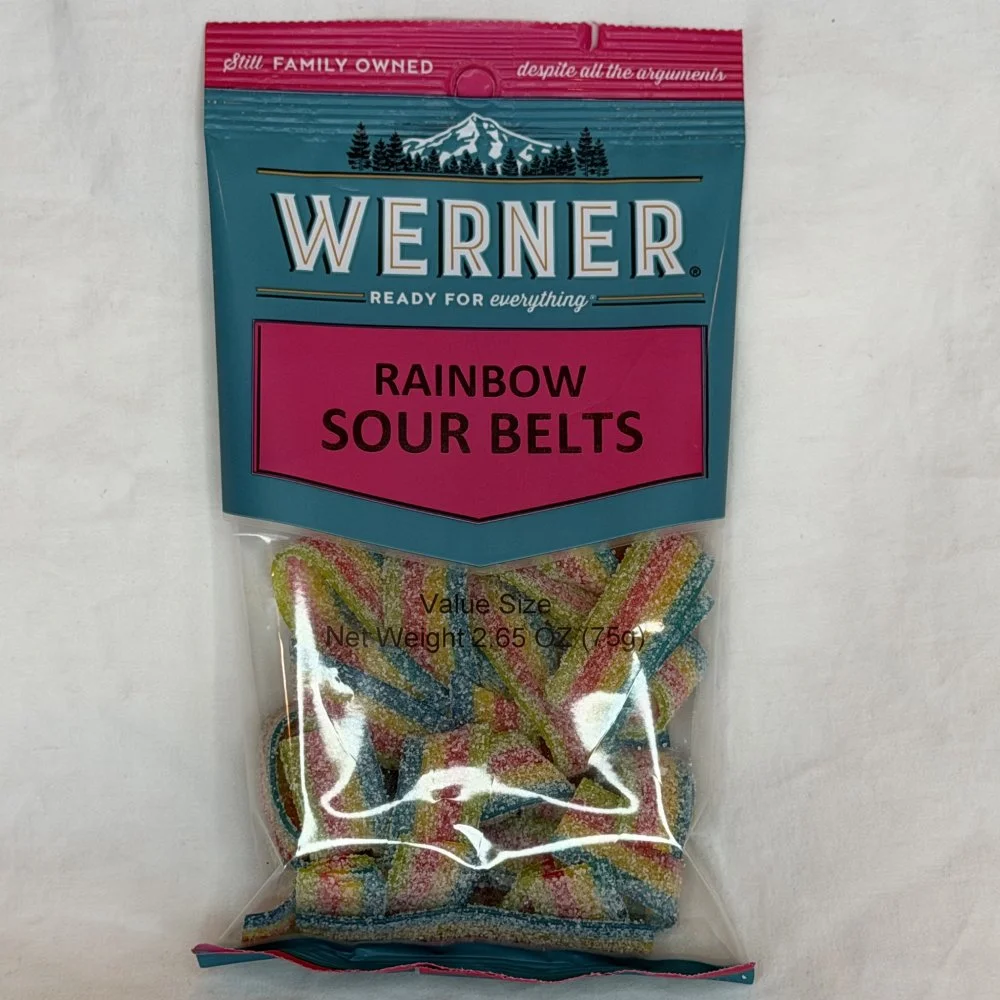 Still FAMILY OWNED despite all the arguments
WERNER®
READY FOR everything®
RAINBOW
SOUR BELTS
Value Size
Net Weight 2.65 OZ (75g)